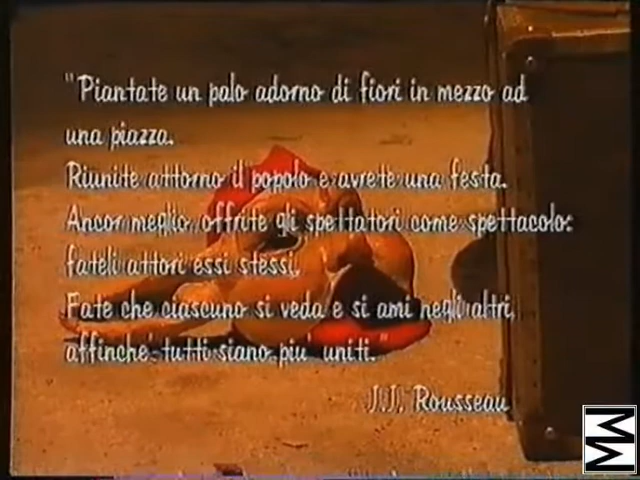 "Piantate un palo adorno di fiori in mezzo ad
una piazza.
Riunite attorno il popolo e avrete una festa.
Ancor meglio, offrite gli spettatori come spettacolo:
fateli attori essi stessi.
Fate che ciascuno si veda e si ami negli altri,
affinche' tutti siano piu' uniti."
J.J. Rousseau